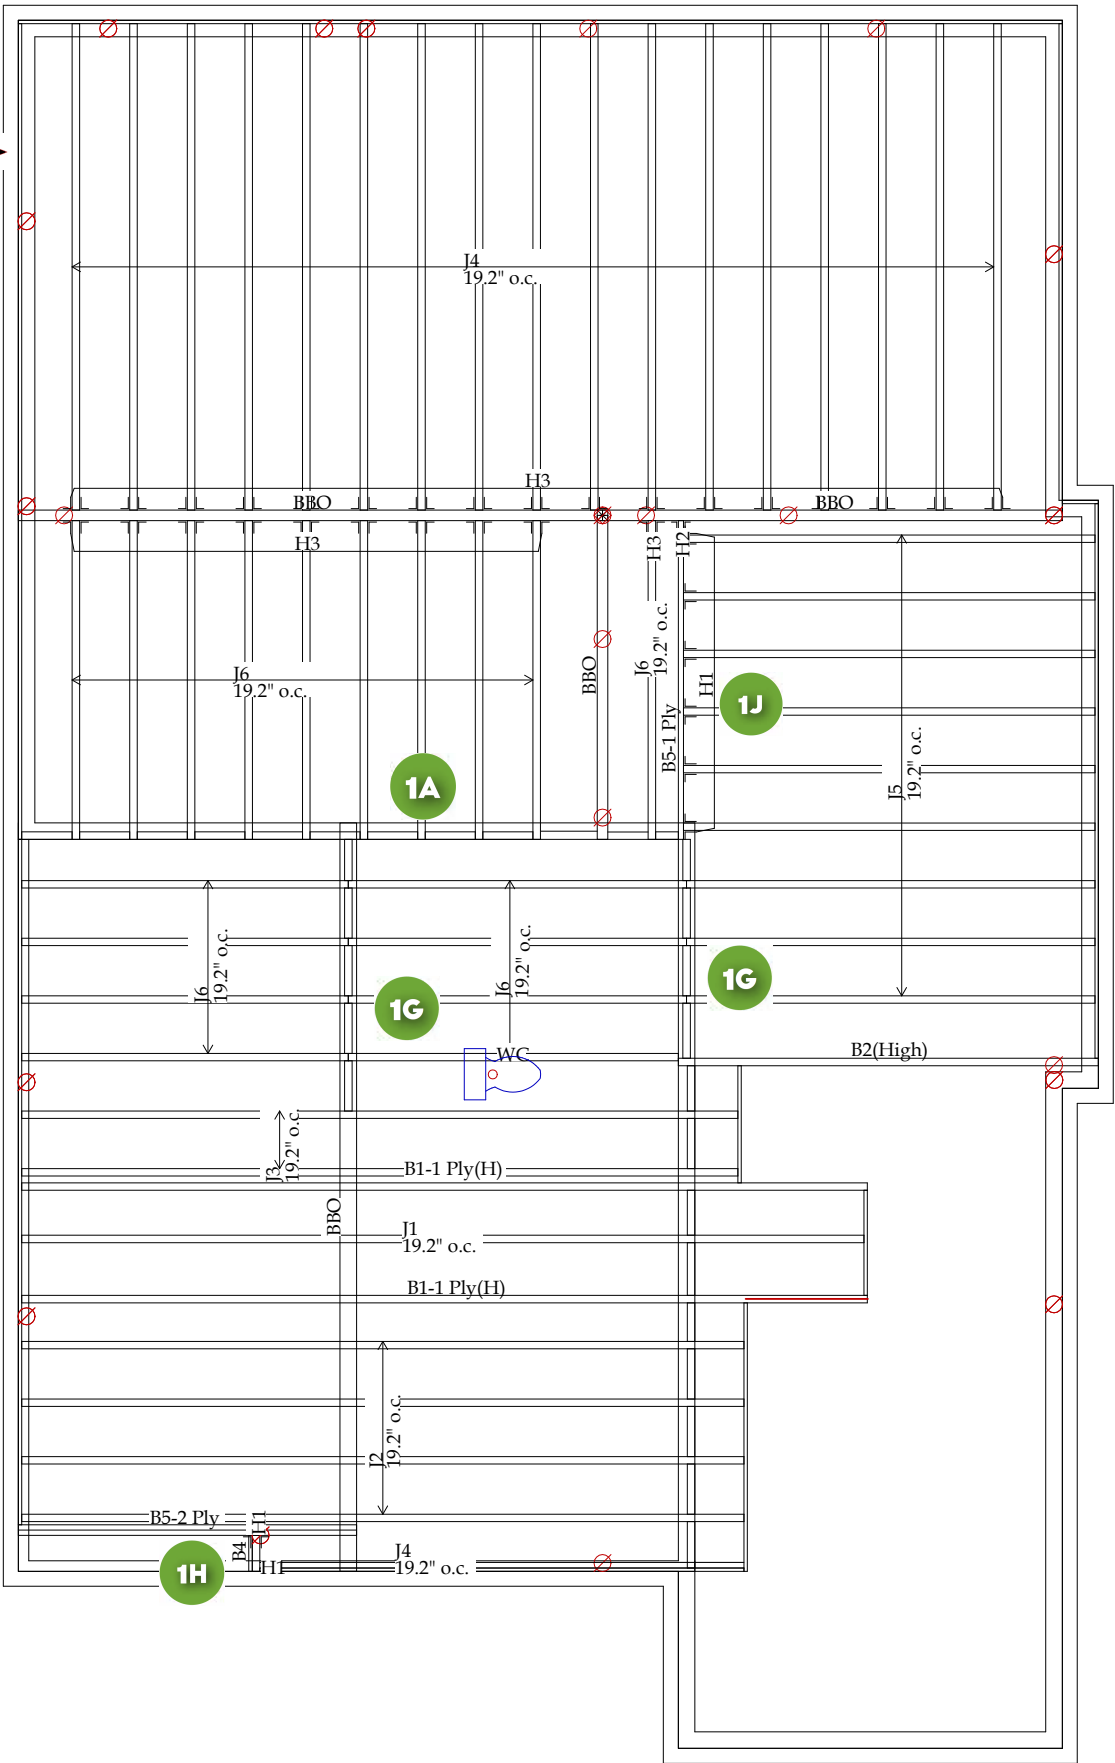 J4
19.2" o.c.
H3
BBO
BBO
H3
H3
H2
J6
19.2" o.c.
BBO
J6
19.2" o.c.
H1
B5-1 Ply
1J
1A
J5
19.2" o.c.
J6
19.2" o.c.
J6
19.2" o.c.
1G
1G
WC
B2(High)
J3
19.2" o.c.
B1-1 Ply(H)
BBO
J1
19.2" o.c.
B1-1 Ply(H)
J2
19.2" o.c.
B5-2 Ply
H1
B4
H1
J4
19.2" o.c.
1H